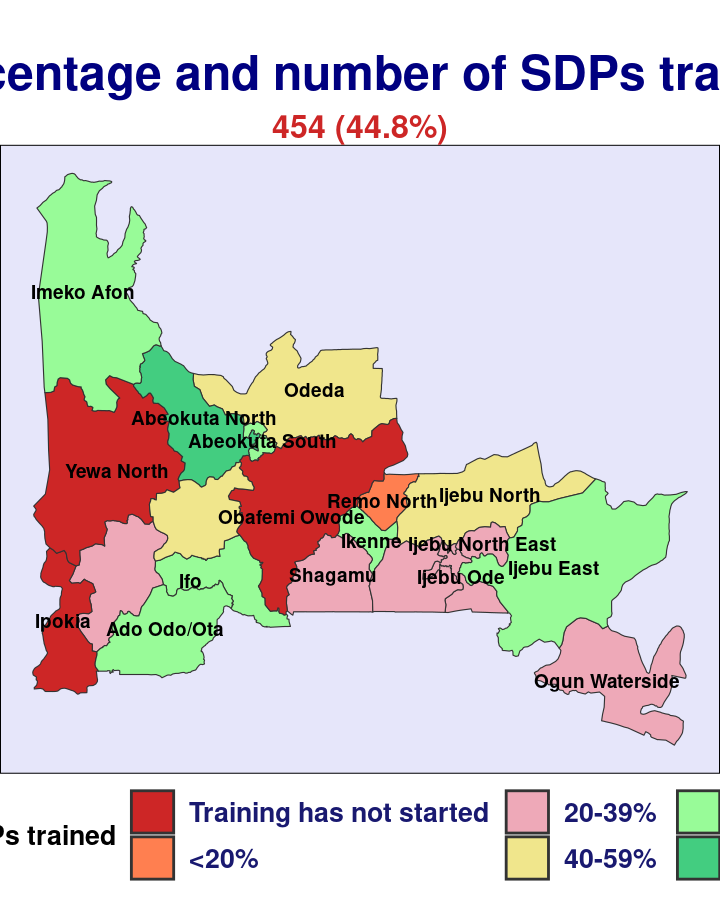 centage and number of SDPs tra
454 (44.8%)
Imeko Afon
Odeda
Abeokuta North
Abeokuta South
Yewa North
Ijebu North
Remo North
Obafemi Owode
Ikenne
Ijebu North East
Ijebu East
Shagamu
Ijebu Ode
Ifo
Ipokia
Ado Odo/Ota
Ogun Waterside
Training has not started
20-39%
Ps trained
<20%
40-59%